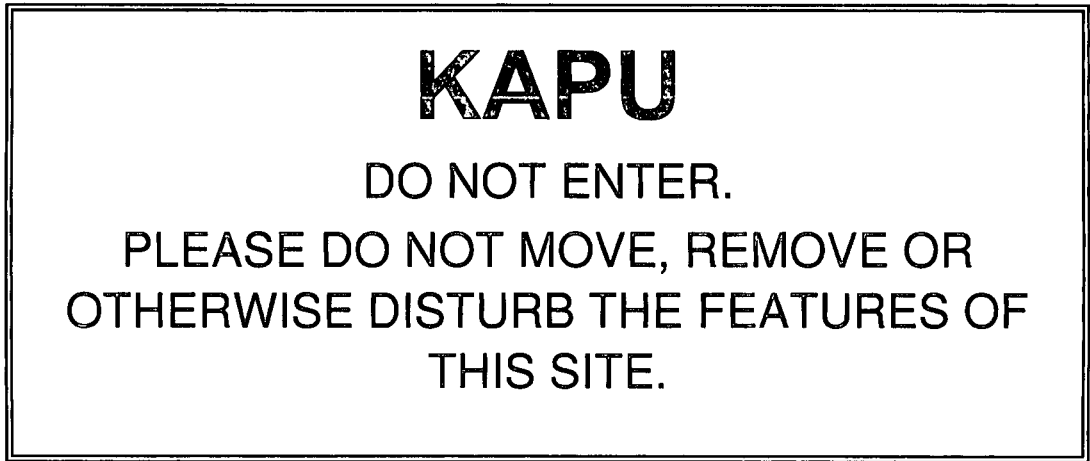 KAPU
DO NOT ENTER.
PLEASE DO NOT MOVE, REMOVE OR
OTHERWISE DISTURB THE FEATURES OF
THIS SITE.